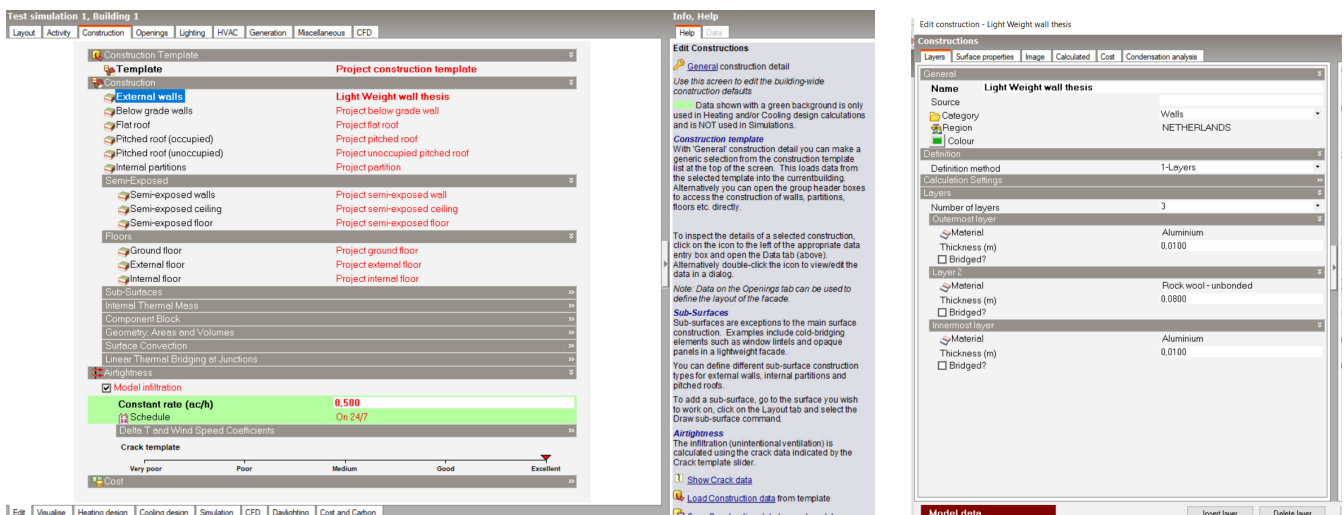 Test simulation 1, Building 1
Layout Activity Construction Openings Lighting HVAC Generation Miscellaneous CFD
Construction Template
Template Project construction template
Construction
External walls Light Weight wall thesis
Below grade walls Project below grade wall
Flat roof Project flat roof
Pitched roof (occupied) Project pitched roof
Pitched roof (unoccupied) Project unoccupied pitched roof
Internal partitions Project partition
Semi-Exposed
Semi-exposed walls Project semi-exposed wall
Semi-exposed ceiling Project semi-exposed ceiling
Semi-exposed floor Project semi-exposed floor
Floors
Ground floor Project ground floor
External floor Project external floor
Internal floor Project internal floor
Sub-Surfaces
Internal Thermal Mass
Component Block
Geometry, Areas and Volumes
Surface Convection
Linear Thermal Bridging at Junctions
Airtightness
Model infiltration
Constant rate (ac/h) 0,500
Schedule On 24/7
Delta T and Wind Speed Coefficients
Crack template
Very poor Poor Medium Good Excellent
Cost
Edit Visualise Heating design Cooling design Simulation CFD Daylighting Cost and Carbon
Info, Help
Help Data
Edit Constructions
General construction detail
Use this screen to edit the building-wide
construction defaults
Data shown with a green background is only
used in Heating and/or Cooling design calculations
and is NOT used in Simulations.
Construction template
With 'General' construction detail you can make a
generic selection from the construction template
list at the top of the screen. This loads data from
the selected template into the currentbuilding.
Alternatively you can open the group header boxes
to access the construction of walls, partitions,
floors etc. directly.
To inspect the details of a selected construction,
click on the icon to the left of the appropriate data
entry box and open the Data tab (above).
Alternatively double-click the icon to view/edit the
data in a dialog.
Note: Data on the Openings tab can be used to
define the layout of the facade.
Sub-Surfaces
Sub-surfaces are exceptions to the main surface
construction. Examples include cold-bridging
elements such as window lintels and opaque
panels in a lightweight facade.
You can define different sub-surface construction
types for external walls, internal partitions and
pitched roofs.
To add a sub-surface, go to the surface you wish
to work on, click on the Layout tab and select the
Draw sub-surface command.
Airtightness
The infiltration (unintentional ventilation) is
calculated using the crack data indicated by the
Crack template slider.
Show Crack data
Load Construction data from template
Edit construction - Light Weight wall thesis
Constructions
Layers Surface properties Image Calculated Cost Condensation analysis
General
Name Light Weight wall thesis
Source
Category Walls
Region NETHERLANDS
Colour
Definition
Definition method 1-Layers
Calculation Settings
Layers
Number of layers 3
Outermost layer
Material Aluminium
Thickness (m) 0,0100
Bridged?
Layer 2
Material Rock wool - unbonded
Thickness (m) 0,0800
Bridged?
Innermost layer
Material Aluminium
Thickness (m) 0,0100
Bridged?
Model data Insert layer Delete layer